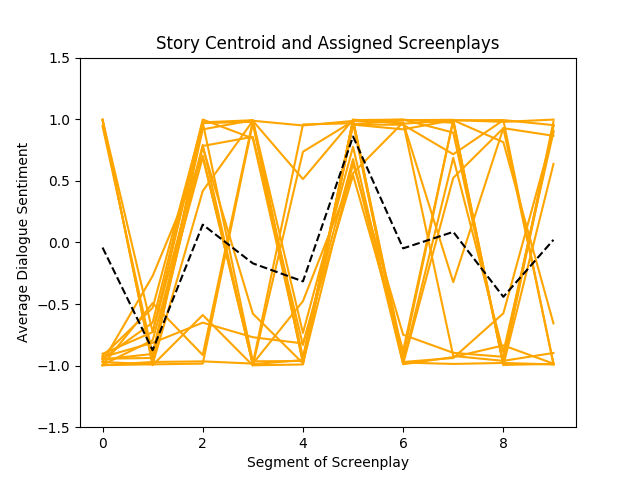 Story Centroid and Assigned Screenplays
1.5
1.0
0.5
0.0
−0.5
−1.0
−1.5
Average Dialogue Sentiment
0 2 4 6 8
Segment of Screenplay